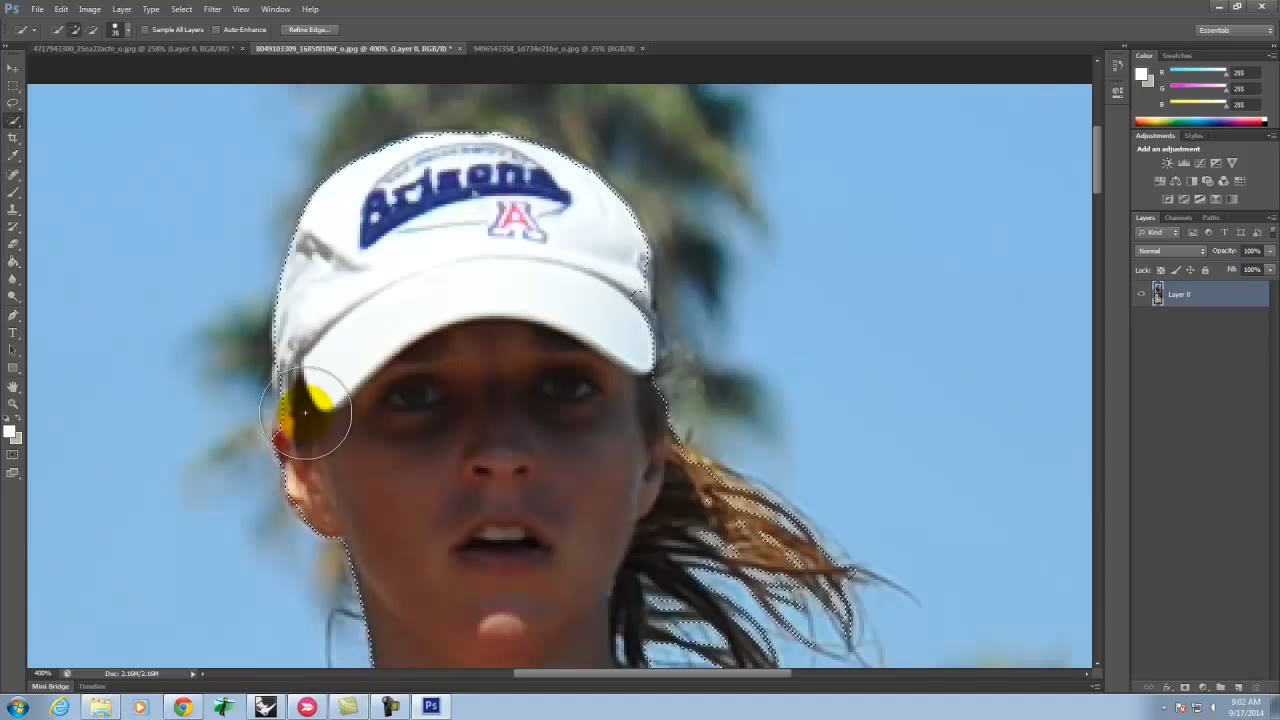 Ps File Edit Image Layer Type Select Filter View Window Help
35 Sample All Layers Auto-Enhance Refine Edge... Essentials
4717943300_25ea22acfe_o.jpg @ 258% (Layer 0, RGB/8#) * × 8049103309_1685f8106f_o.jpg @ 400% (Layer 0, RGB/8) * × 9496543358_1d734e21be_o.jpg @ 25% (RGB/8) ×
Color Swatches
R 255
G 255
B 255
Adjustments Styles
Add an adjustment
Layers Channels Paths
Kind
Normal Opacity: 100%
Lock: Fill: 100%
Layer 0
Arizona
A
400% Doc: 2.16M/2.16M
Mini Bridge Timeline
Ps
9:02 AM
9/17/2014